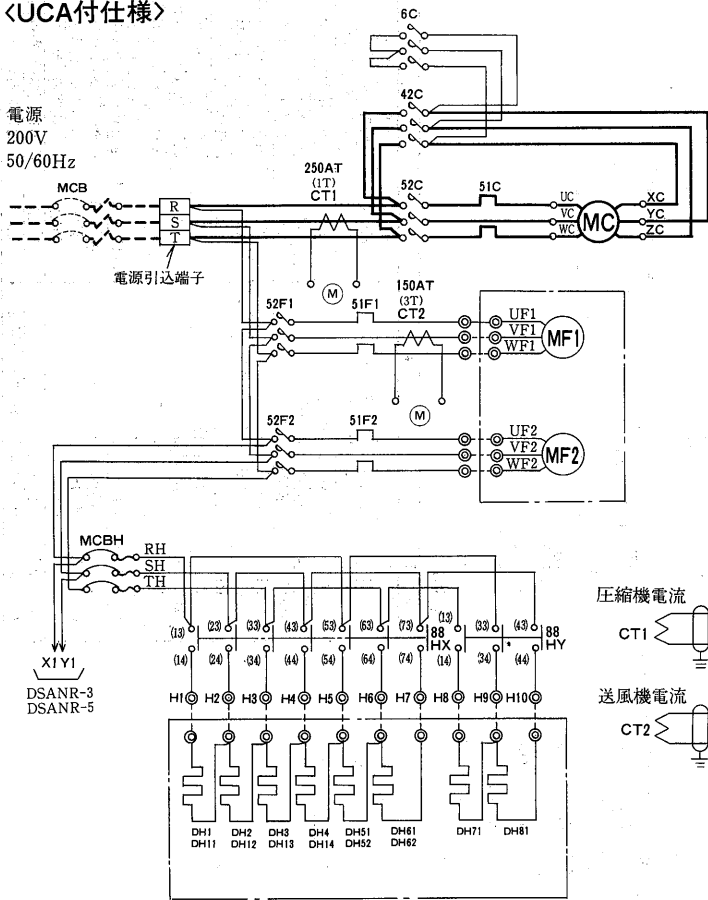 〈UCA付仕様〉
6C
電源
200V
50/60Hz
42C
MCB
250AT
(1T)
CT1
52C
51C
R
S
T
UC
VC
WC
MC
XC
YC
ZC
電源引込端子
M
150AT
(3T)
CT2
52F1
51F1
UF1
VF1
WF1
MF1
M
52F2
51F2
UF2
VF2
WF2
MF2
MCBH
RH
SH
TH
(13) (23) (33) (43) (53) (63) (73) (13) (33) (43)
88
HX
88
HY
*
(14) (24) (34) (44) (54) (64) (74) (14) (34) (44)
X1 Y1
DSANR-3
DSANR-5
H1 H2 H3 H4 H5 H6 H7 H8 H9 H10
DH1 DH2 DH3 DH4 DH51 DH61 DH71 DH81
DH11 DH12 DH13 DH14 DH52 DH62
圧縮機電流
CT1
送風機電流
CT2